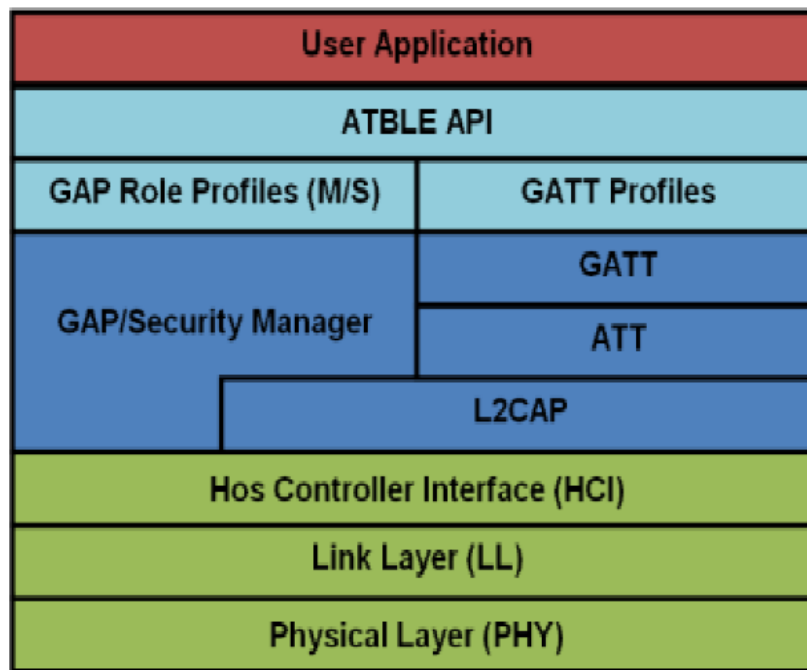 User Application
ATBLE API
GAP Role Profiles (M/S)
GATT Profiles
GATT
GAP/Security Manager
ATT
L2CAP
Hos Controller Interface (HCI)
Link Layer (LL)
Physical Layer (PHY)